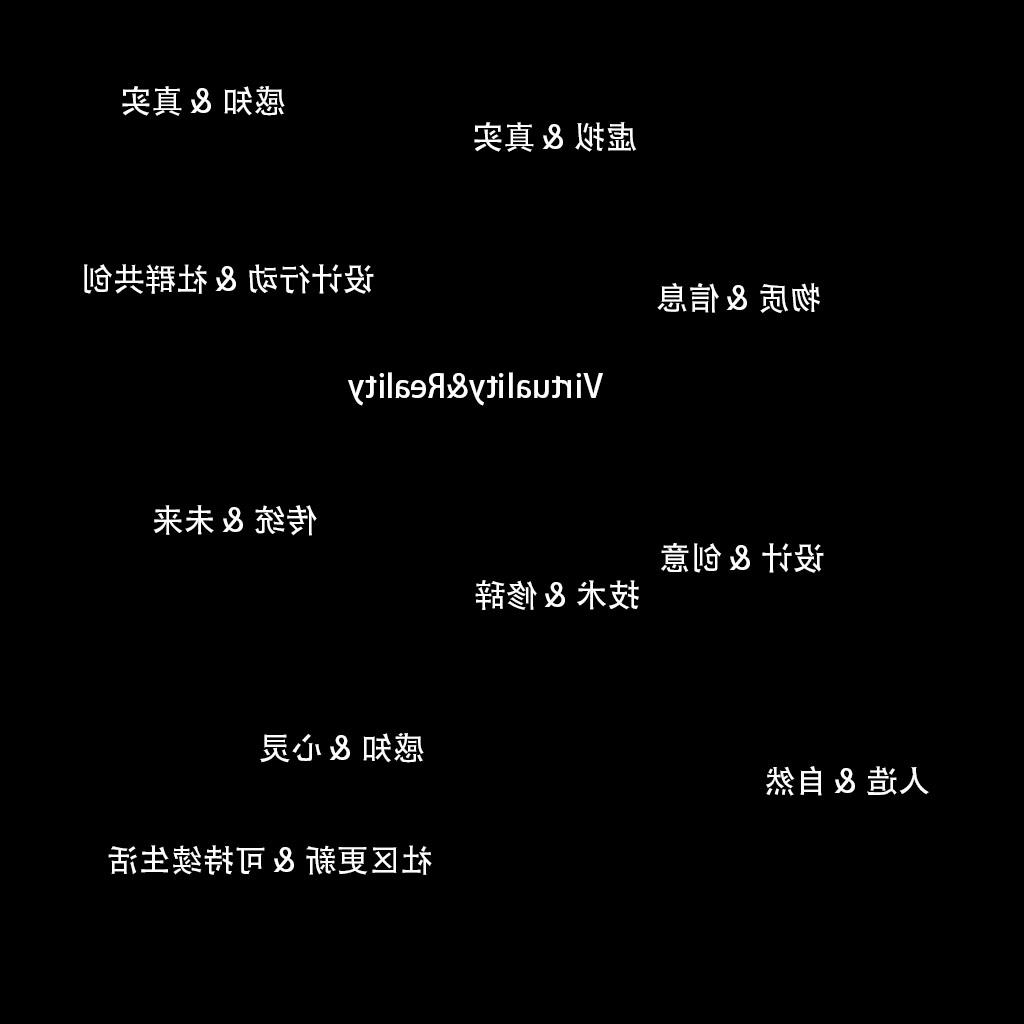 感知 & 真实
虚拟 & 真实
设计行动 & 社群共创
物质 & 信息
Virtuality&Reality
传统 & 未来
设计 & 创意
技术 & 修辞
感知 & 心灵
人造 & 自然
社区更新 & 可持续生活